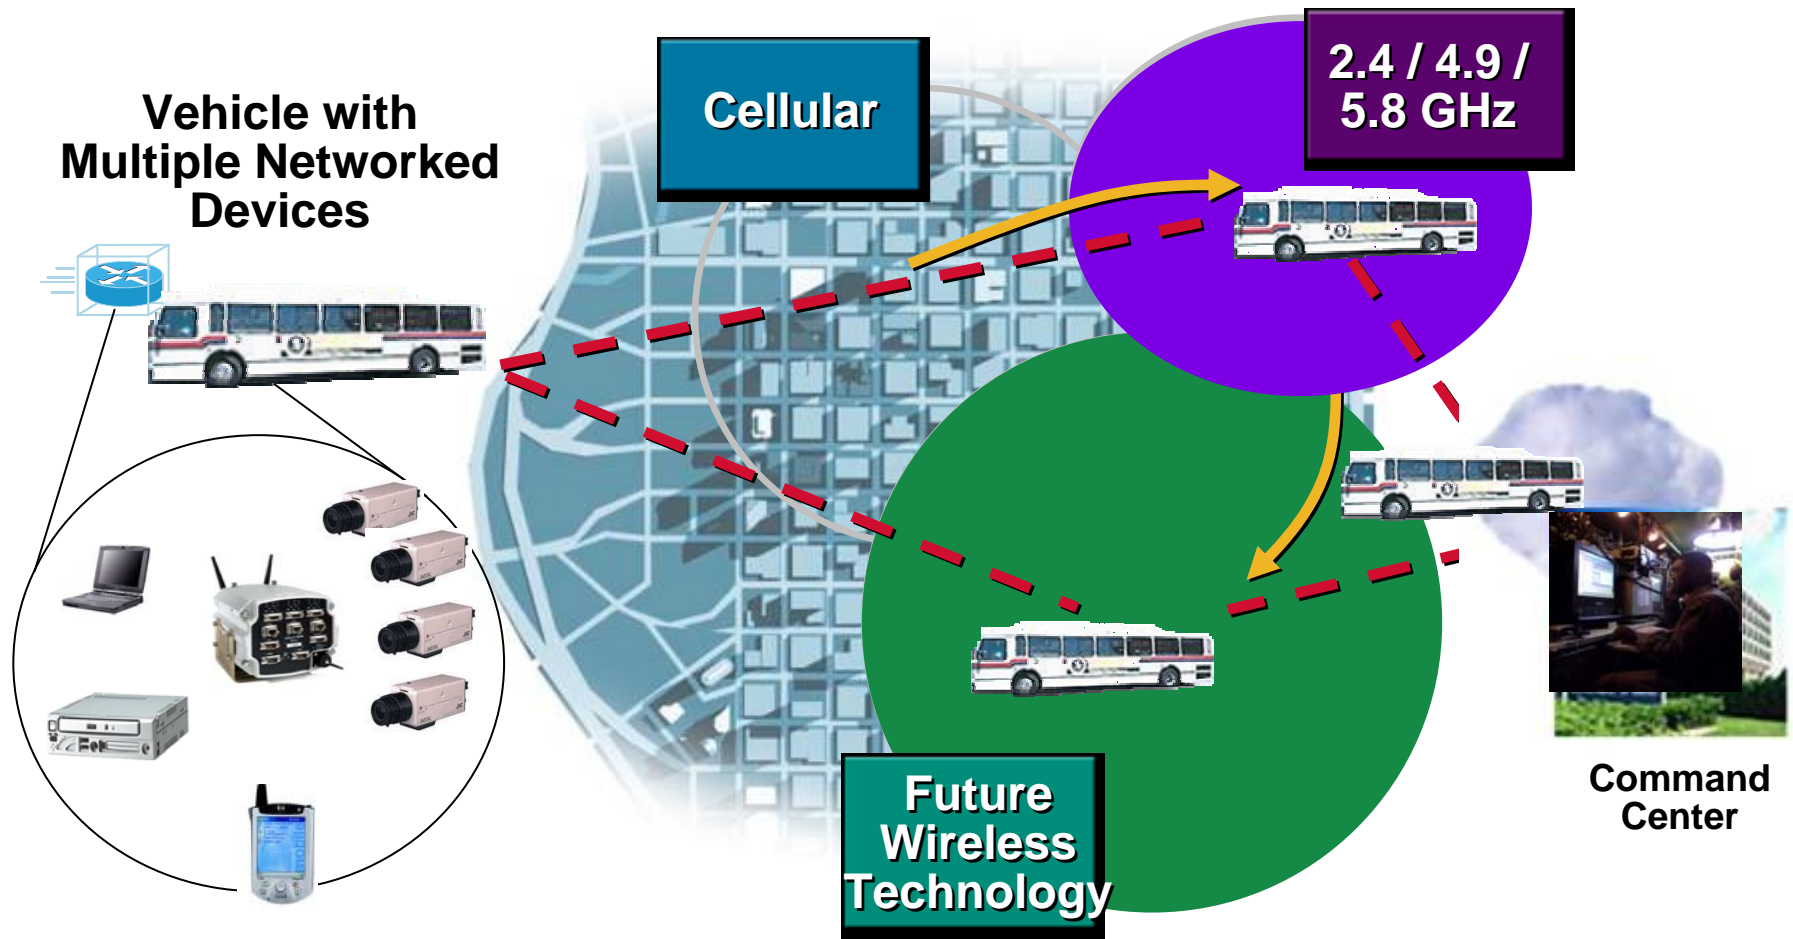 Vehicle with
Multiple Networked
Devices
Cellular
2.4 / 4.9 /
5.8 GHz
Future
Wireless
Technology
Command
Center